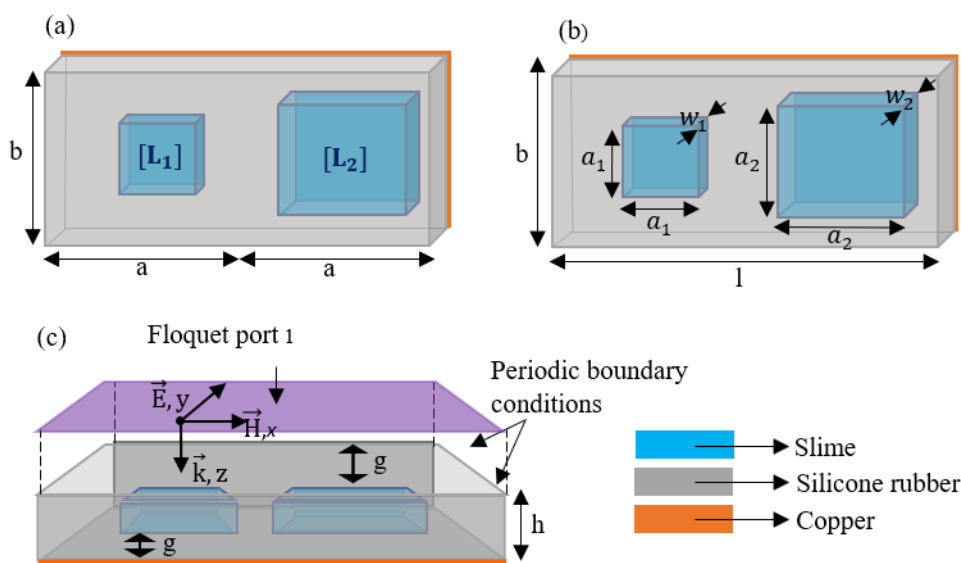 (a)
b
[L₁]
[L₂]
a
a
(b)
b
a₁
w₁
a₁
a₂
w₂
a₂
l
(c)
Floquet port 1
Periodic boundary
conditions
E⃗, y
H⃗,x
k⃗, z
g
g
h
Slime
Silicone rubber
Copper